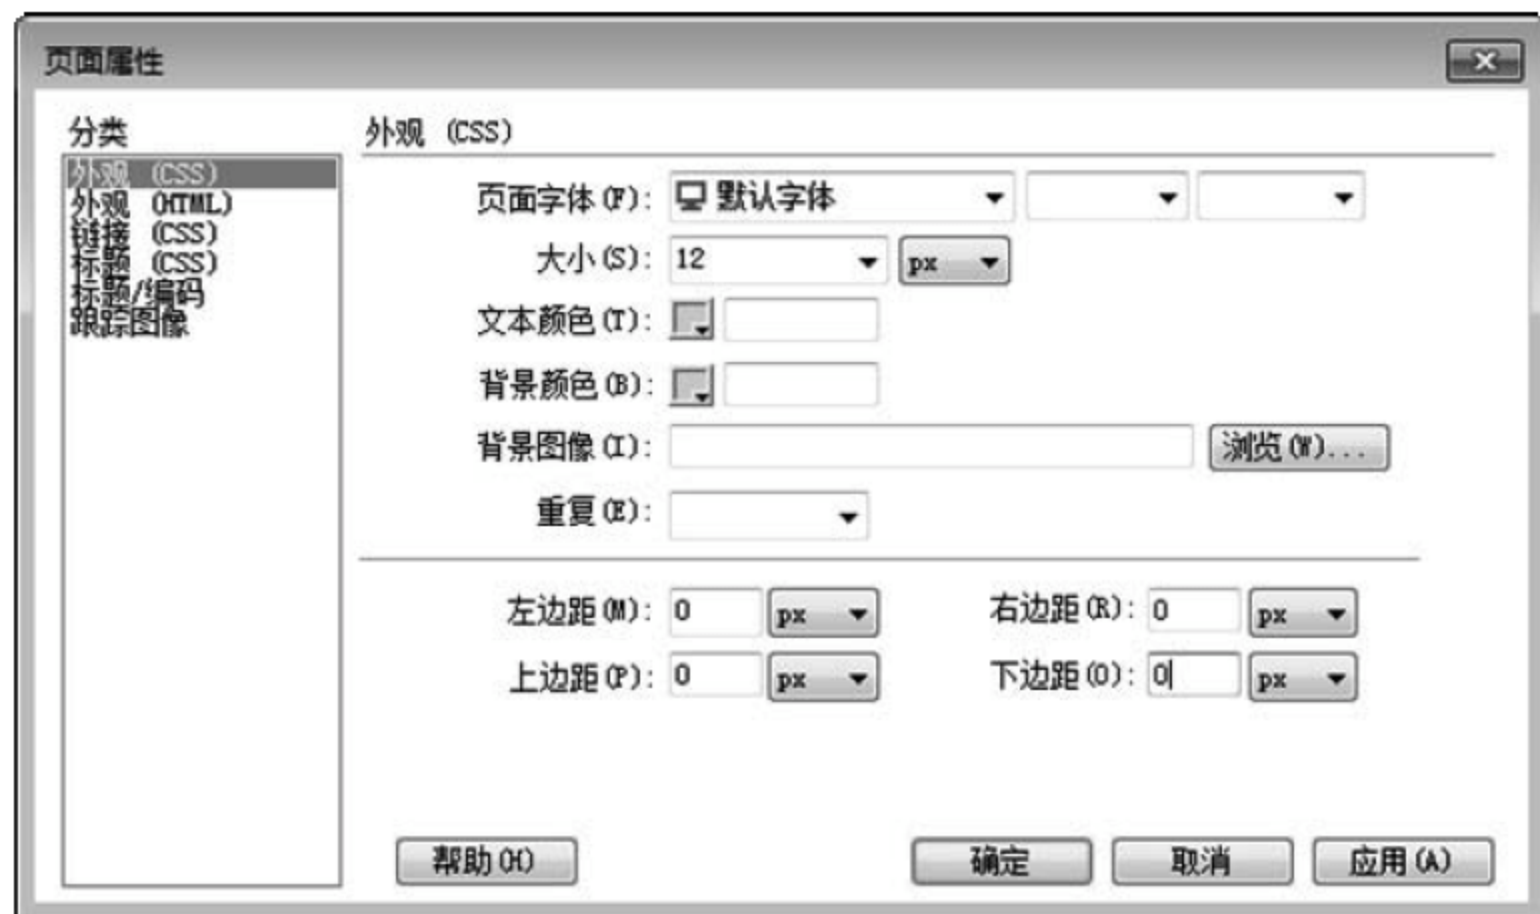 页面属性
分类
外观 (CSS)
外观 (HTML)
链接 (CSS)
标题 (CSS)
标题/编码
跟踪图像
外观 (CSS)
页面字体(F): 默认字体
大小(S): 12 px
文本颜色(T):
背景颜色(B):
背景图像(I): 浏览(W)...
重复(E):
左边距(M): 0 px 右边距(R): 0 px
上边距(P): 0 px 下边距(O): 0 px
帮助(H) 确定 取消 应用(A)